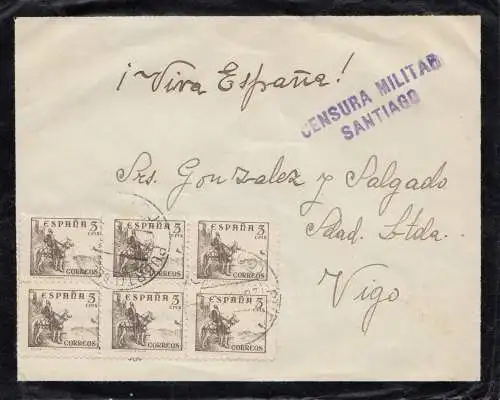 ¡Viva España!
CENSURA MILITAR
SANTIAGO
Srs. Gonzalez y Salgado
Sdad. Ltda.
Vigo
ESPAÑA 5 CTS
CORREOS
ESPAÑA 5 CTS
CORREOS
ESPAÑA 5 CTS
CORREOS
ESPAÑA 5 CTS
CORREOS
ESPAÑA 5 CTS
CORREOS
ESPAÑA 5 CTS
CORREOS